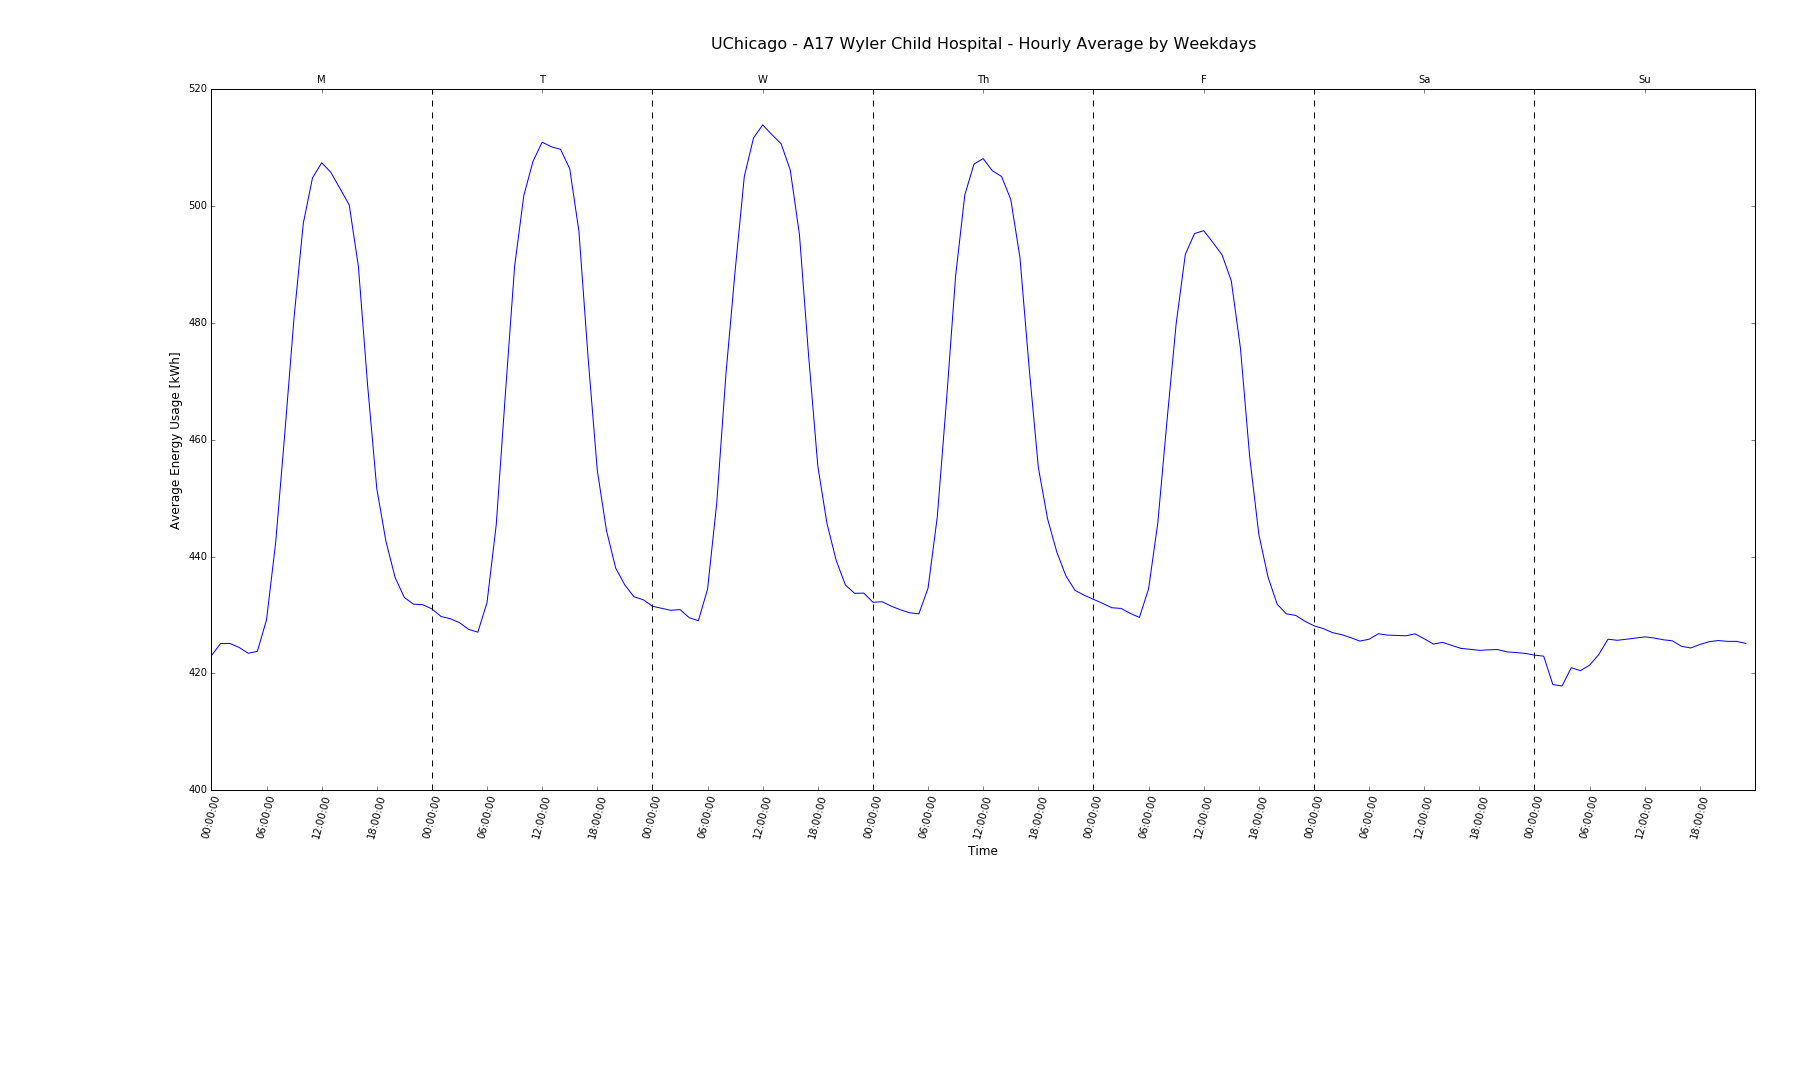 UChicago - A17 Wyler Child Hospital - Hourly Average by Weekdays
M T W Th F Sa Su
520
500
480
460
440
420
400
Average Energy Usage [kWh]
00:00:00 06:00:00 12:00:00 18:00:00 00:00:00 06:00:00 12:00:00 18:00:00 00:00:00 06:00:00 12:00:00 18:00:00 00:00:00 06:00:00 12:00:00 18:00:00 00:00:00 06:00:00 12:00:00 18:00:00 00:00:00 06:00:00 12:00:00 18:00:00 00:00:00 06:00:00 12:00:00 18:00:00
Time